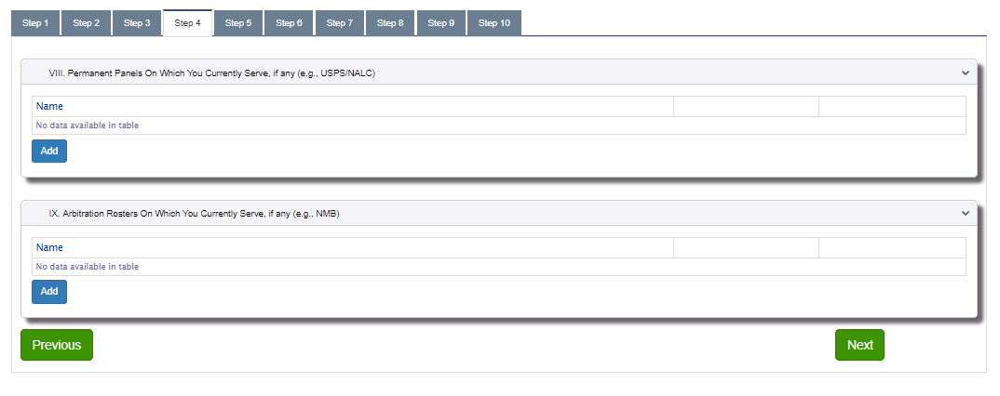 Step 1 Step 2 Step 3 Step 4 Step 5 Step 6 Step 7 Step 8 Step 9 Step 10
VIII. Permanent Panels On Which You Currently Serve, if any (e.g., USPS/NALC)
Name
No data available in table
Add
IX. Arbitration Rosters On Which You Currently Serve, if any (e.g., NMB)
Name
No data available in table
Add
Previous Next